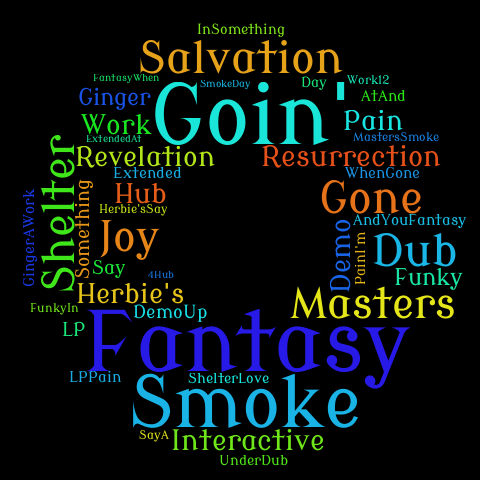 InSomething
Salvation
FantasyWhen
SmokeDay
Day
Work12
Ginger
Goin'
AtAnd
Work
Pain
ExtendedAt
MastersSmoke
Shelter
Revelation
Resurrection
Extended
WhenGone
GingerAWork
Something
Hub
Gone
Herbie'sSay
AndYouFantasy
Joy
Demo
PainI'm
Dub
Say
4Hub
Funky
Herbie's
Masters
FunkyIn
DemoUp
LP
Fantasy
LPPain
ShelterLove
Smoke
SayA
Interactive
UnderDub